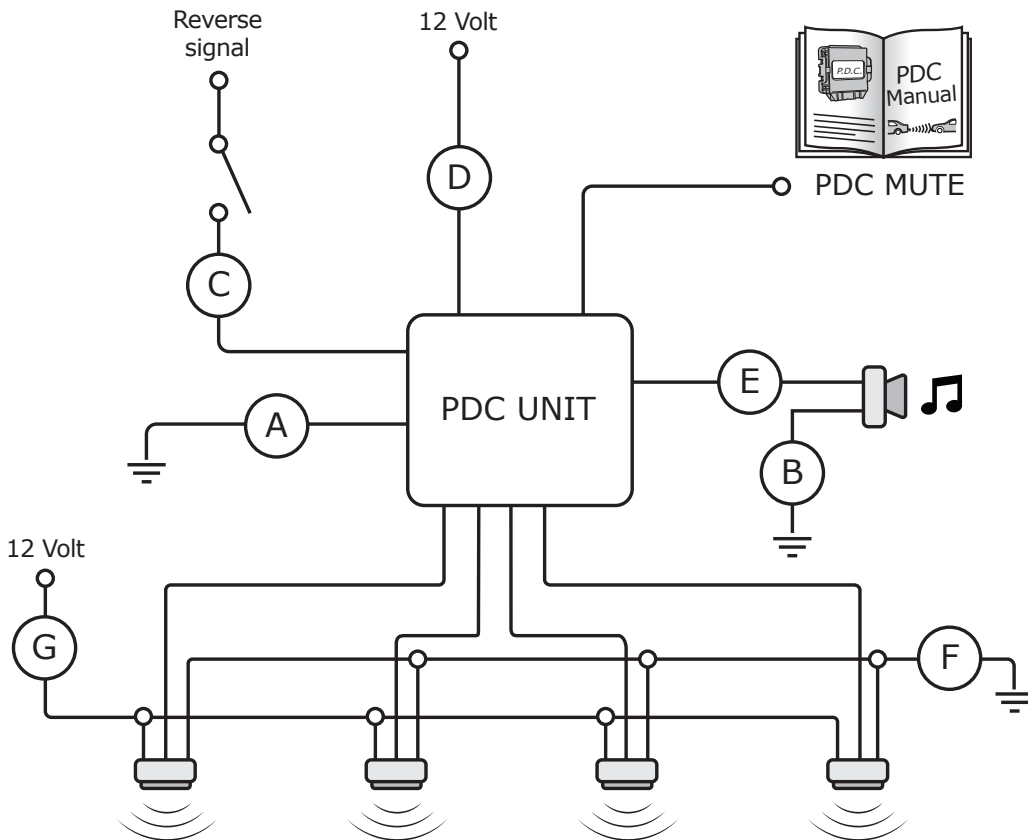 Reverse
signal
12 Volt
P.D.C.
PDC
Manual
PDC MUTE
D
C
E
PDC UNIT
A
B
12 Volt
G
F